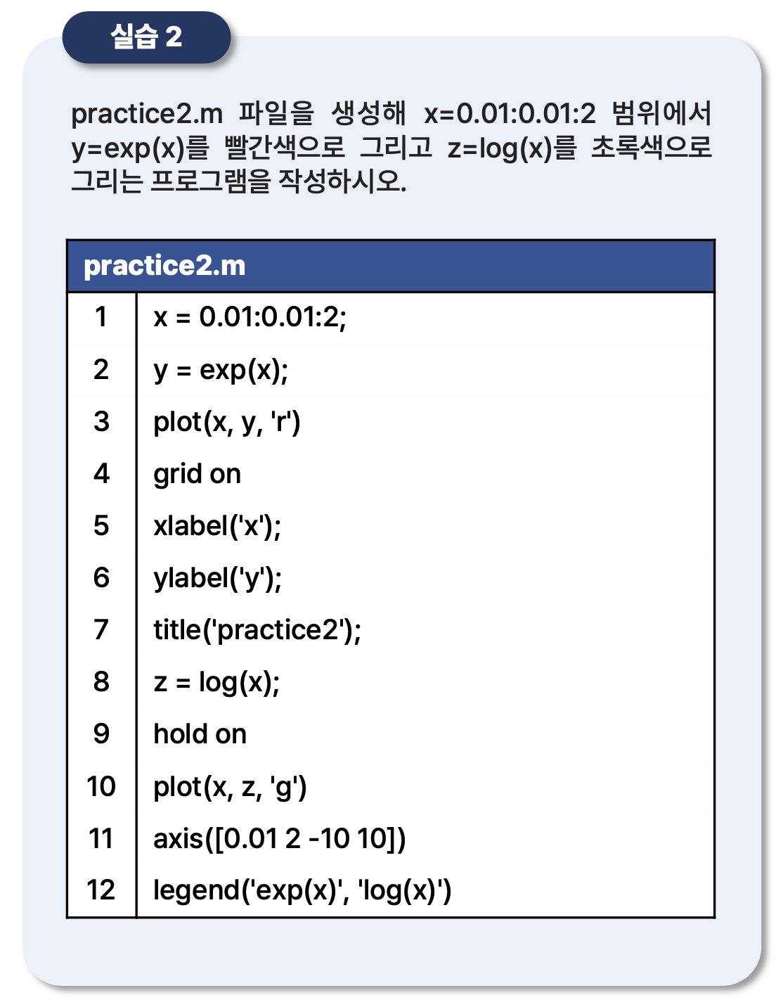 실습 2
practice2.m 파일을 생성해 x=0.01:0.01:2 범위에서
y=exp(x)를 빨간색으로 그리고 z=log(x)를 초록색으로
그리는 프로그램을 작성하시오.
practice2.m
1 x = 0.01:0.01:2;
2 y = exp(x);
3 plot(x, y, 'r')
4 grid on
5 xlabel('x');
6 ylabel('y');
7 title('practice2');
8 z = log(x);
9 hold on
10 plot(x, z, 'g')
11 axis([0.01 2 -10 10])
12 legend('exp(x)', 'log(x)')